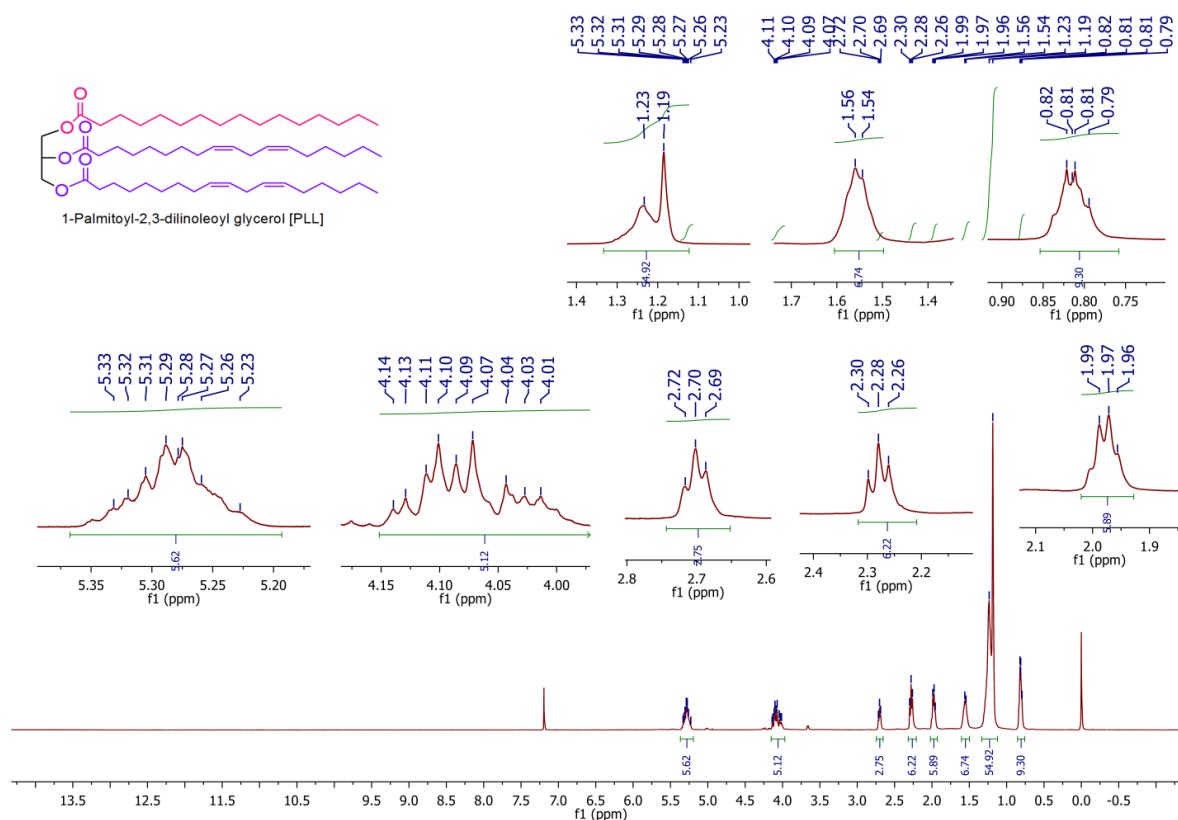 5.33 5.32 5.31 5.29 5.28 5.27 5.26 5.23 4.11 4.10 4.09 4.07 2.72 2.70 2.69 2.30 2.28 2.26 1.99 1.97 1.96 1.56 1.54 1.23 1.19 0.82 0.81 0.81 0.79
O
O
O
O
O
O
1-Palmitoyl-2,3-dilinoleoyl glycerol [PLL]
1.23 1.19
54.92
1.4 1.3 1.2 1.1 1.0
f1 (ppm)
1.56 1.54
6.74
1.7 1.6 1.5 1.4
f1 (ppm)
0.82 0.81 0.81 0.79
9.30
0.90 0.85 0.80 0.75
f1 (ppm)
5.33 5.32 5.31 5.29 5.28 5.27 5.26 5.23
5.62
5.35 5.30 5.25 5.20
f1 (ppm)
4.14 4.13 4.11 4.10 4.09 4.07 4.04 4.03 4.01
5.12
4.15 4.10 4.05 4.00
f1 (ppm)
2.72 2.70 2.69
2.75
2.8 2.7 2.6
f1 (ppm)
2.30 2.28 2.26
6.22
2.4 2.3 2.2
f1 (ppm)
1.99 1.97 1.96
5.89
2.1 2.0 1.9
f1 (ppm)
5.62 5.12 2.75 6.22 5.89 6.74 54.92 9.30
13.5 12.5 11.5 10.5 9.5 9.0 8.5 8.0 7.5 7.0 6.5 6.0 5.5 5.0 4.5 4.0 3.5 3.0 2.5 2.0 1.5 1.0 0.5 0.0 -0.5
f1 (ppm)